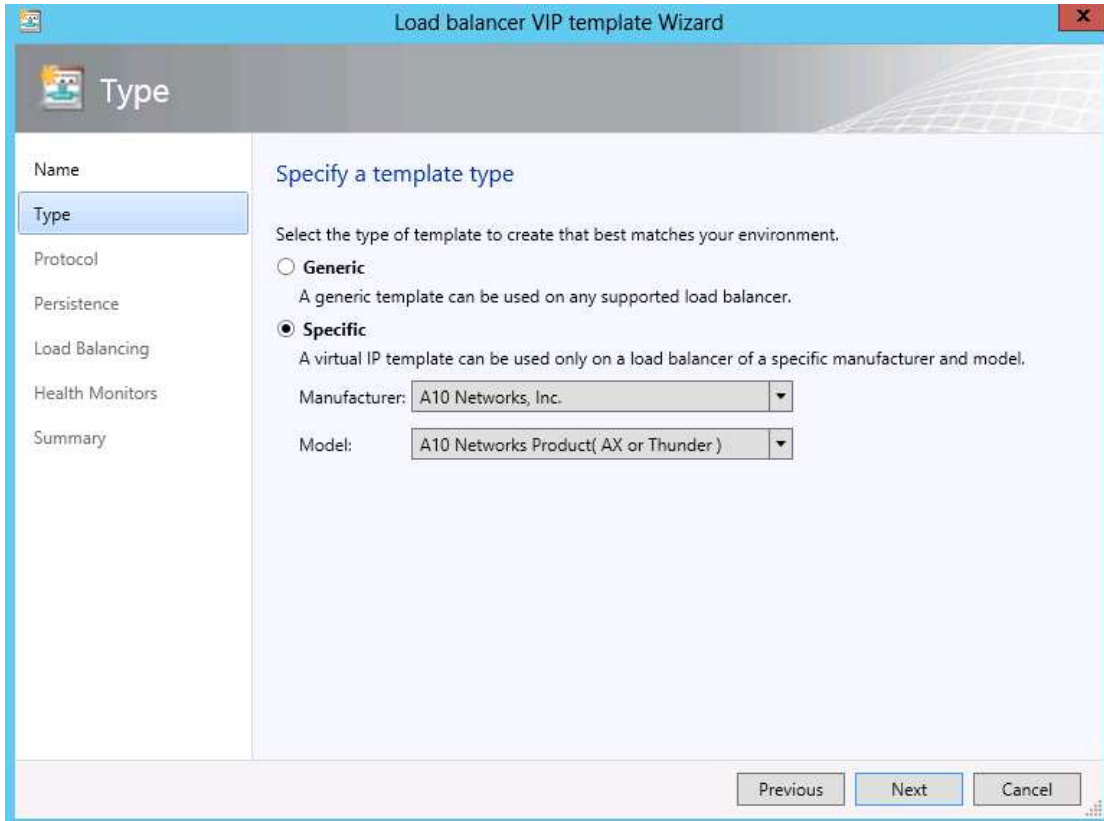 Load balancer VIP template Wizard
x
Type
Name
Type
Protocol
Persistence
Load Balancing
Health Monitors
Summary
Specify a template type
Select the type of template to create that best matches your environment.
Generic
A generic template can be used on any supported load balancer.
Specific
A virtual IP template can be used only on a load balancer of a specific manufacturer and model.
Manufacturer: A10 Networks, Inc.
Model: A10 Networks Product( AX or Thunder )
Previous Next Cancel